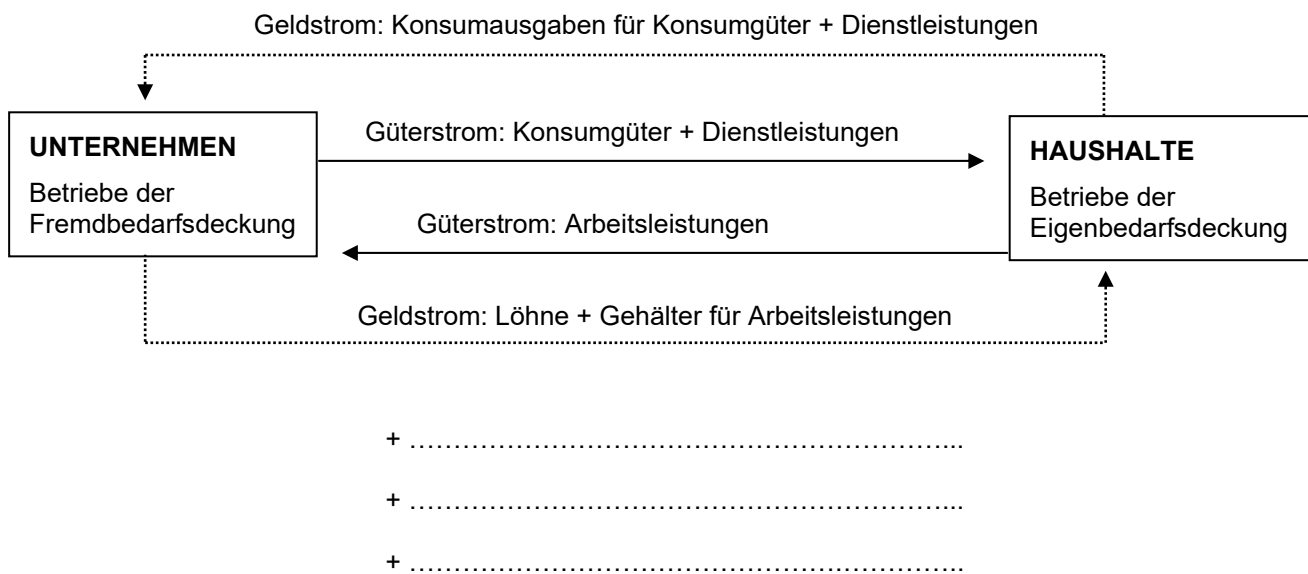 Geldstrom: Konsumausgaben für Konsumgüter + Dienstleistungen
UNTERNEHMEN
Betriebe der
Fremdbedarfsdeckung
Güterstrom: Konsumgüter + Dienstleistungen
Güterstrom: Arbeitsleistungen
HAUSHALTE
Betriebe der
Eigenbedarfsdeckung
Geldstrom: Löhne + Gehälter für Arbeitsleistungen
+ …………………………………………………...
+ …………………………………………………...
+ …………………………………………………...